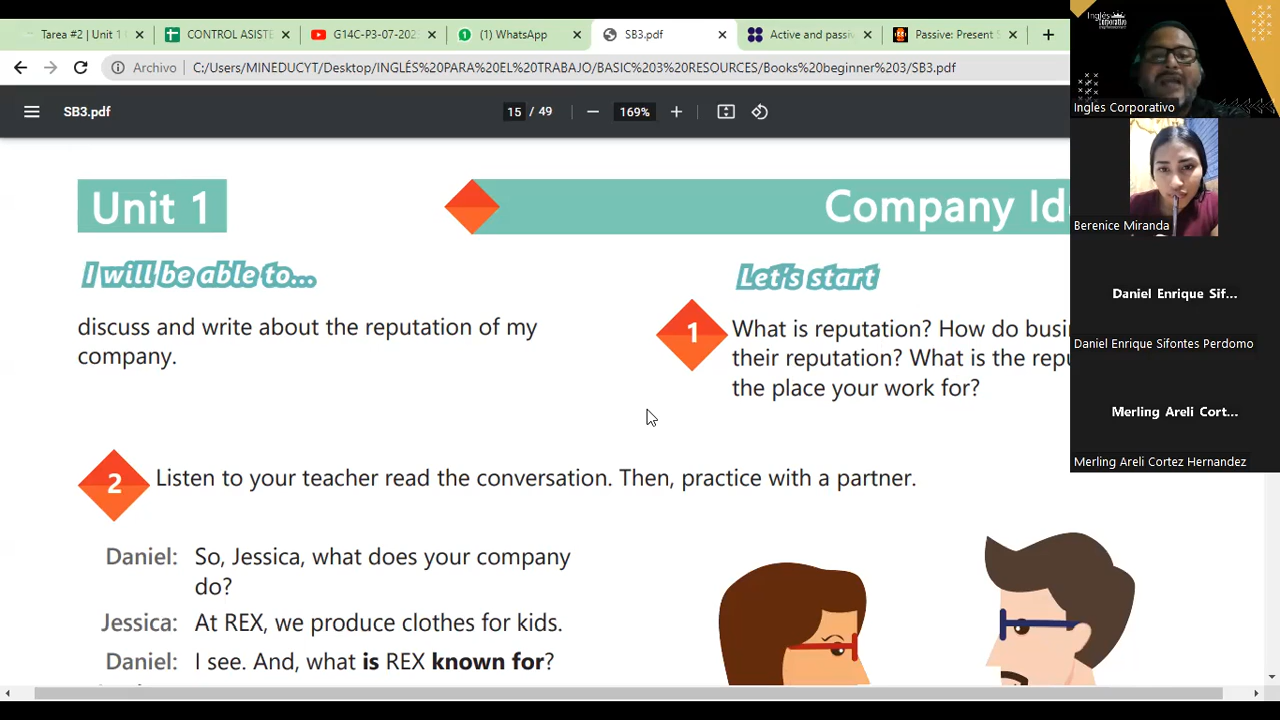 Tarea #2 | Unit 1
CONTROL ASISTE
G14C-P3-07-202
(1) WhatsApp
SB3.pdf
Active and passi
Passive: Present S
Archivo
C:/Users/MINEDUCYT/Desktop/INGLÉS%20PARA%20EL%20TRABAJO/BASIC%203%20RESOURCES/Books%20beginner%203/SB3.pdf
SB3.pdf
15 / 49
169%
Inglés
Corporativo
Ingles Corporativo
Berenice Miranda
Daniel Enrique Sif...
Daniel Enrique Sifontes Perdomo
Merling Areli Cort...
Merling Areli Cortez Hernandez
Unit 1
Company Id
I will be able to...
discuss and write about the reputation of my
company.
Let's start
1
What is reputation? How do busi
their reputation? What is the repu
the place your work for?
2
Listen to your teacher read the conversation. Then, practice with a partner.
Daniel: So, Jessica, what does your company
do?
Jessica: At REX, we produce clothes for kids.
Daniel: I see. And, what is REX known for?